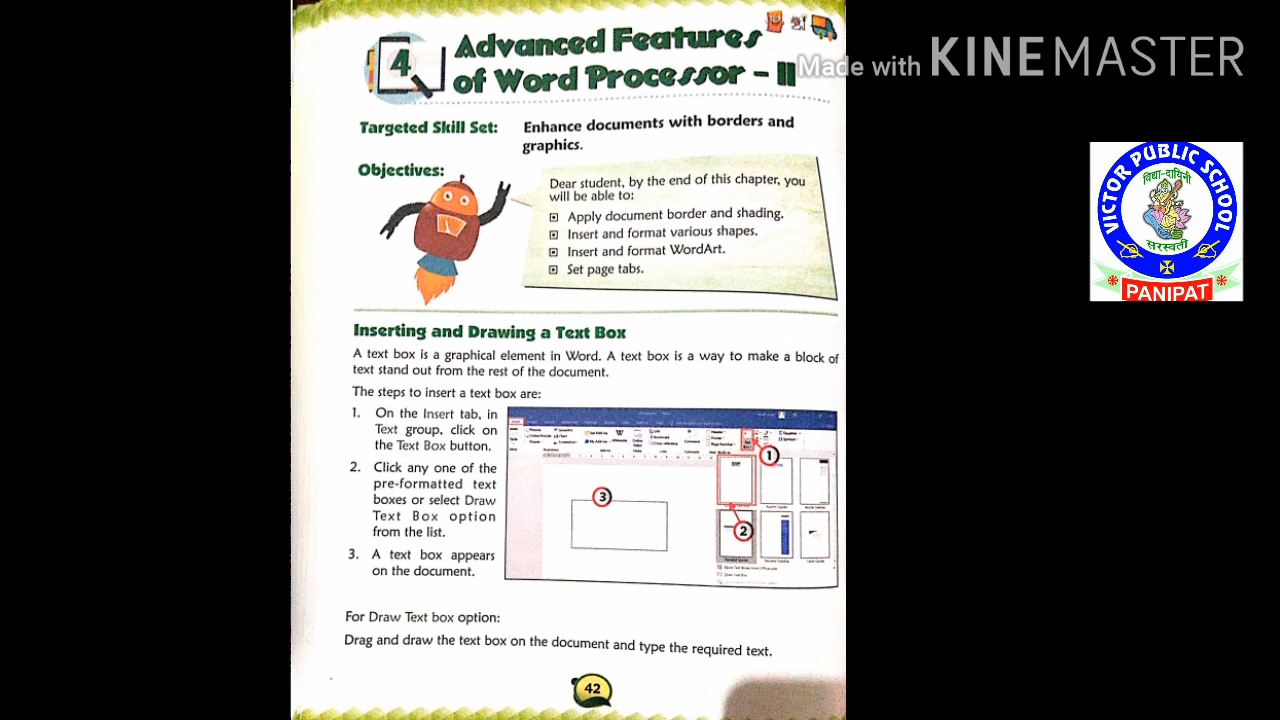 4
Advanced Features
of Word Processor - II
Made with KINEMASTER
Targeted Skill Set:
Enhance documents with borders and
graphics.
Objectives:
Dear student, by the end of this chapter, you
will be able to:
Apply document border and shading.
Insert and format various shapes.
Insert and format WordArt.
Set page tabs.
VICTOR PUBLIC SCHOOL
विद्या-दायिनी
सरस्वती
PANIPAT
Inserting and Drawing a Text Box
A text box is a graphical element in Word. A text box is a way to make a block of
text stand out from the rest of the document.
The steps to insert a text box are:
1. On the Insert tab, in
Text group, click on
the Text Box button.
2. Click any one of the
pre-formatted text
boxes or select Draw
Text Box option
from the list.
3. A text box appears
on the document.
1
2
3
For Draw Text box option:
Drag and draw the text box on the document and type the required text.
42